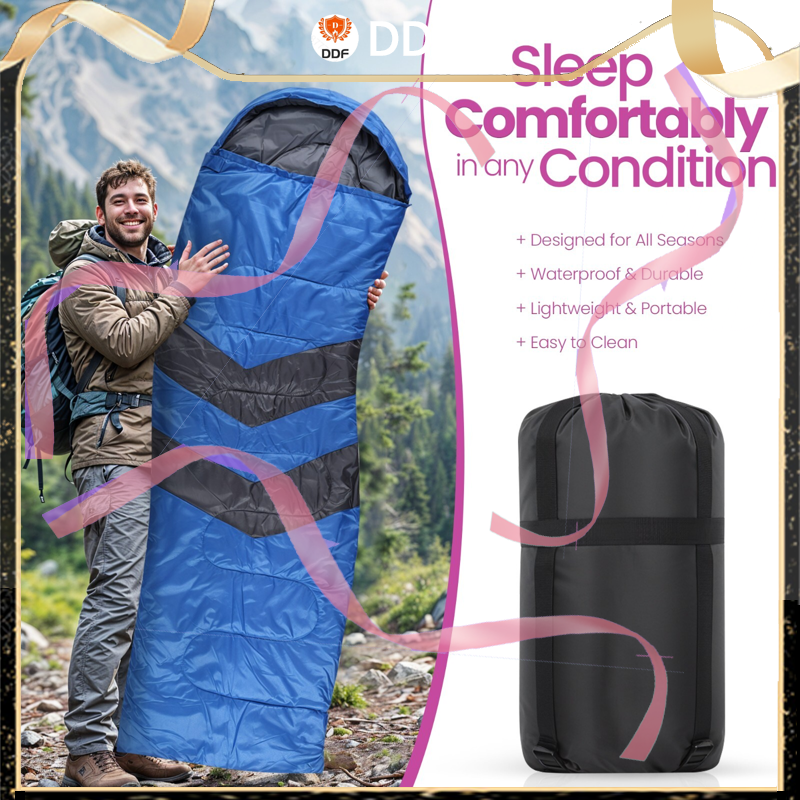 DDF
DD
Sleep
Comfortably
in any Condition
+ Designed for All Seasons
+ Waterproof & Durable
+ Lightweight & Portable
+ Easy to Clean